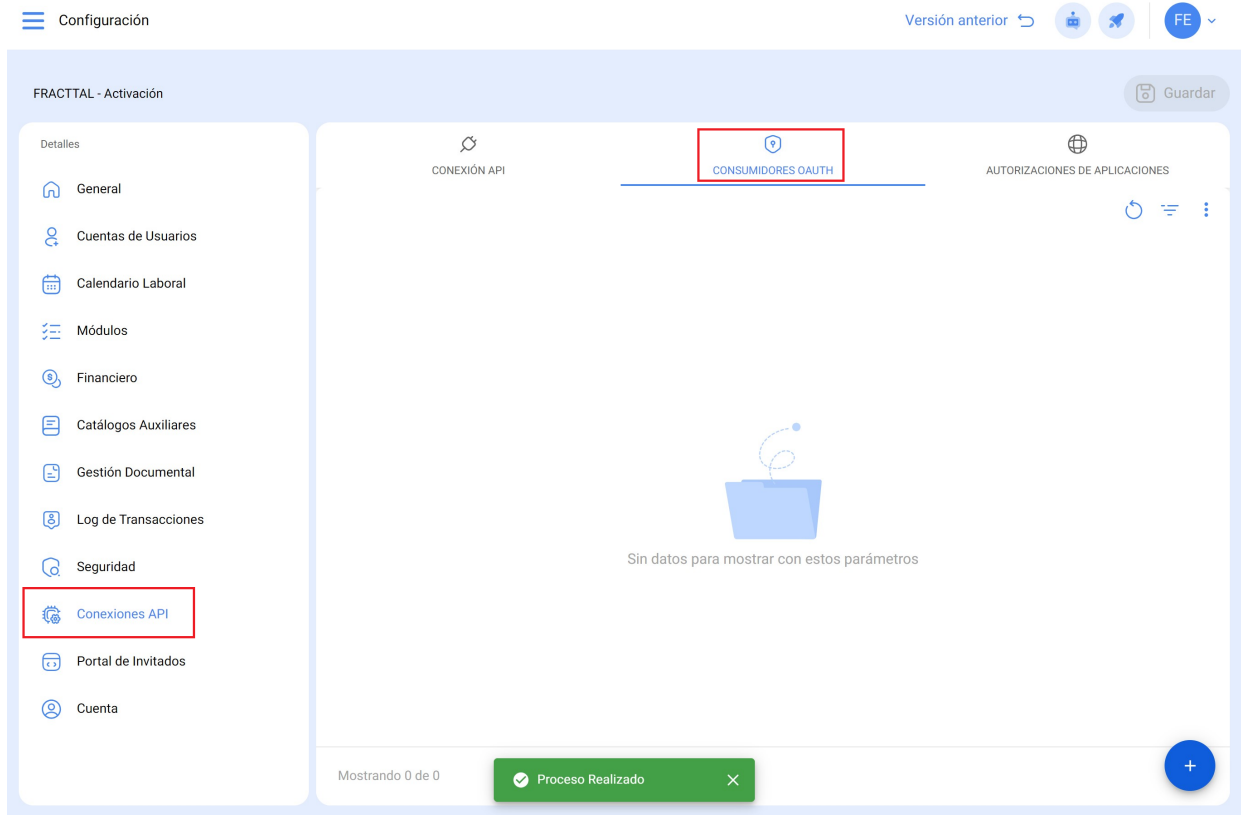 Configuración
Versión anterior
FE
FRACTTAL - Activación
Guardar
Detalles
General
Cuentas de Usuarios
Calendario Laboral
Módulos
Financiero
Catálogos Auxiliares
Gestión Documental
Log de Transacciones
Seguridad
Conexiones API
Portal de Invitados
Cuenta
CONEXIÓN API
CONSUMIDORES OAUTH
AUTORIZACIONES DE APLICACIONES
Sin datos para mostrar con estos parámetros
Mostrando 0 de 0
Proceso Realizado